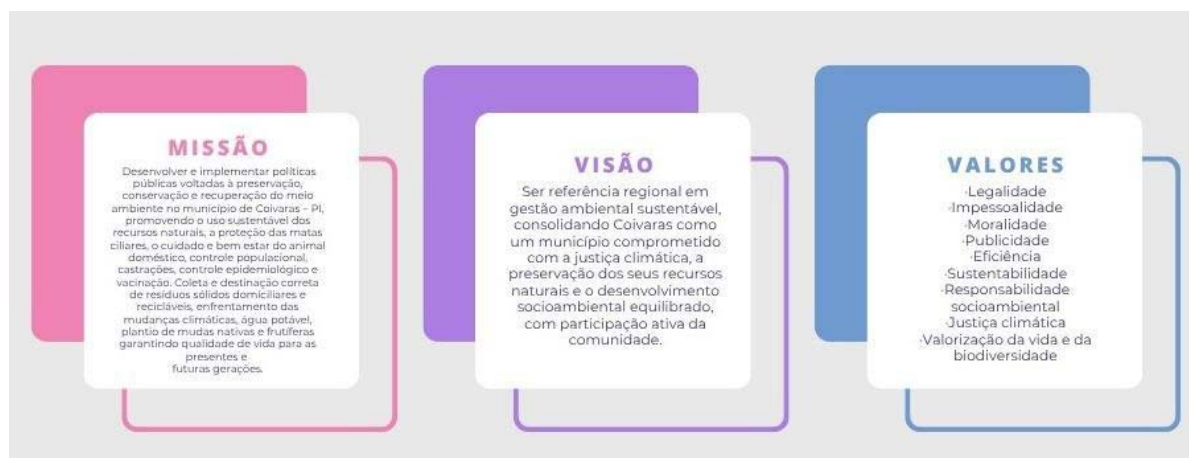 MISSÃO
Desenvolver e implementar políticas
públicas voltadas à preservação,
conservação e recuperação do meio
ambiente no município de Coivaras – PI,
promovendo o uso sustentável dos
recursos naturais, a proteção das matas
ciliares, o cuidado e bem estar do animal
doméstico, controle populacional,
castrações, controle epidemiológico e
vacinação. Coleta e destinação correta
de resíduos sólidos domiciliares e
recicláveis, enfrentamento das
mudanças climáticas, água potável,
plantio de mudas nativas e frutíferas
garantindo qualidade de vida para as
presentes e
futuras gerações.
VISÃO
Ser referência regional em
gestão ambiental sustentável,
consolidando Coivaras como
um município comprometido
com a justiça climática, a
preservação dos seus recursos
naturais e o desenvolvimento
socioambiental equilibrado,
com participação ativa da
comunidade.
VALORES
·Legalidade
·Impessoalidade
·Moralidade
·Publicidade
·Eficiência
·Sustentabilidade
·Responsabilidade
socioambiental
·Justiça climática
·Valorização da vida e da
biodiversidade